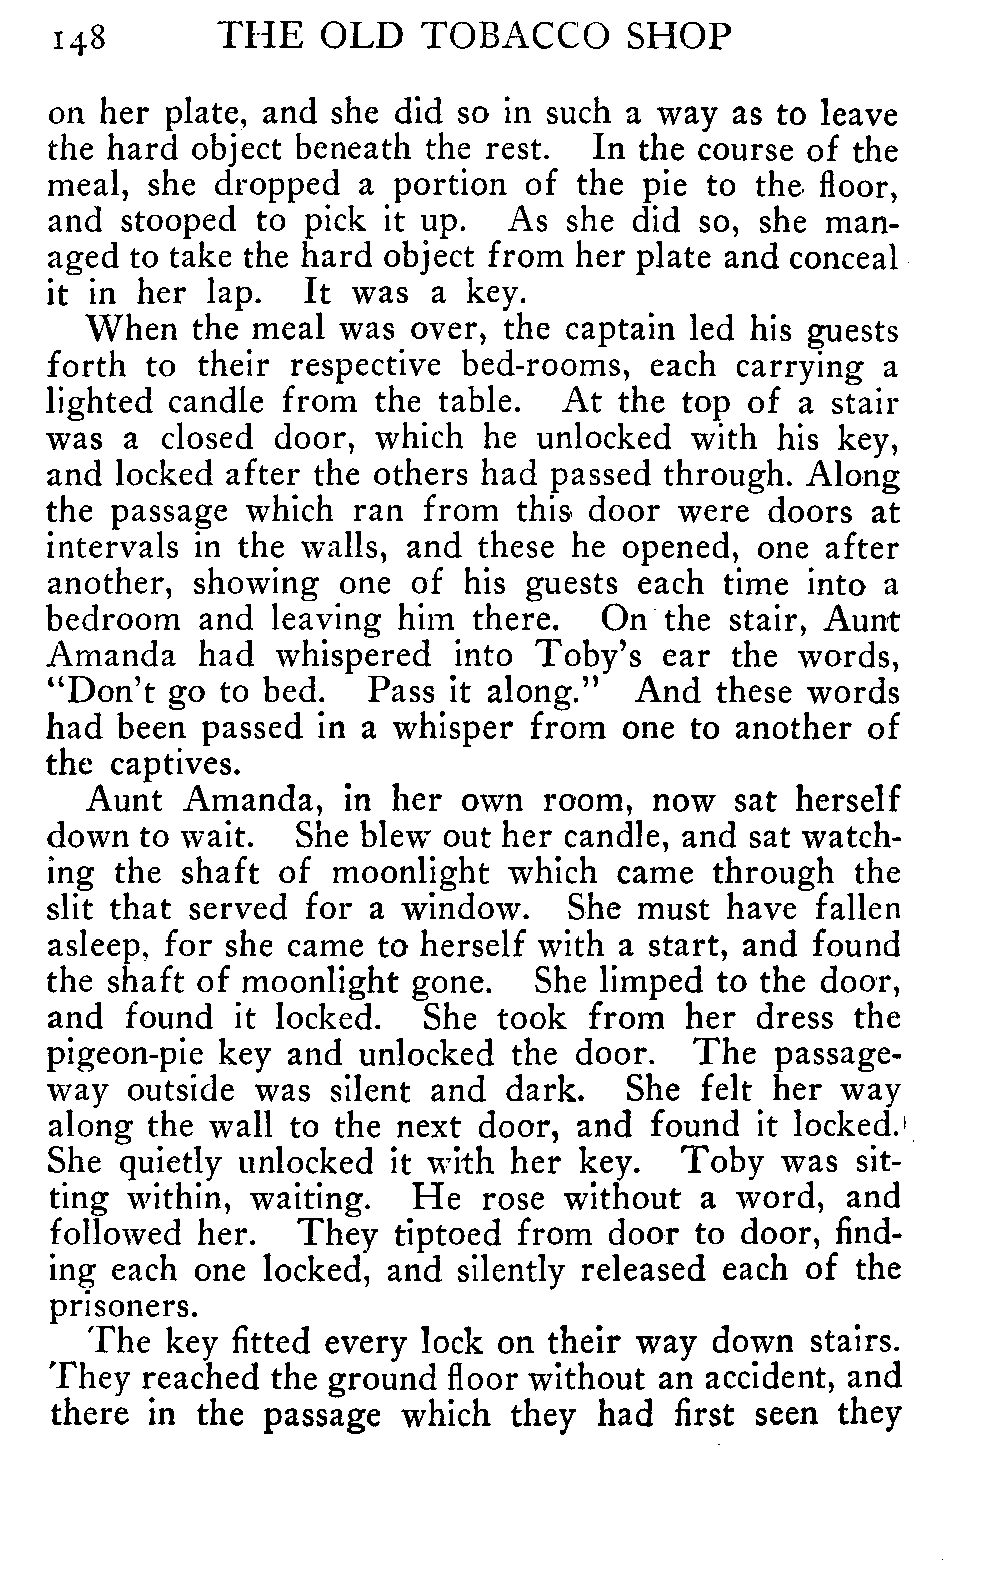 148 THE OLD TOBACCO SHOP
on her plate, and she did so in such a way as to leave
the hard object beneath the rest. In the course of the
meal, she dropped a portion of the pie to the floor,
and stooped to pick it up. As she did so, she man-
aged to take the hard object from her plate and conceal
it in her lap. It was a key.
When the meal was over, the captain led his guests
forth to their respective bed-rooms, each carrying a
lighted candle from the table. At the top of a stair
was a closed door, which he unlocked with his key,
and locked after the others had passed through. Along
the passage which ran from this door were doors at
intervals in the walls, and these he opened, one after
another, showing one of his guests each time into a
bedroom and leaving him there. On the stair, Aunt
Amanda had whispered into Toby's ear the words,
"Don't go to bed. Pass it along." And these words
had been passed in a whisper from one to another of
the captives.
Aunt Amanda, in her own room, now sat herself
down to wait. She blew out her candle, and sat watch-
ing the shaft of moonlight which came through the
slit that served for a window. She must have fallen
asleep, for she came to herself with a start, and found
the shaft of moonlight gone. She limped to the door,
and found it locked. She took from her dress the
pigeon-pie key and unlocked the door. The passage-
way outside was silent and dark. She felt her way
along the wall to the next door, and found it locked.
She quietly unlocked it with her key. Toby was sit-
ting within, waiting. He rose without a word, and
followed her. They tiptoed from door to door, find-
ing each one locked, and silently released each of the
prisoners.
The key fitted every lock on their way down stairs.
They reached the ground floor without an accident, and
there in the passage which they had first seen they